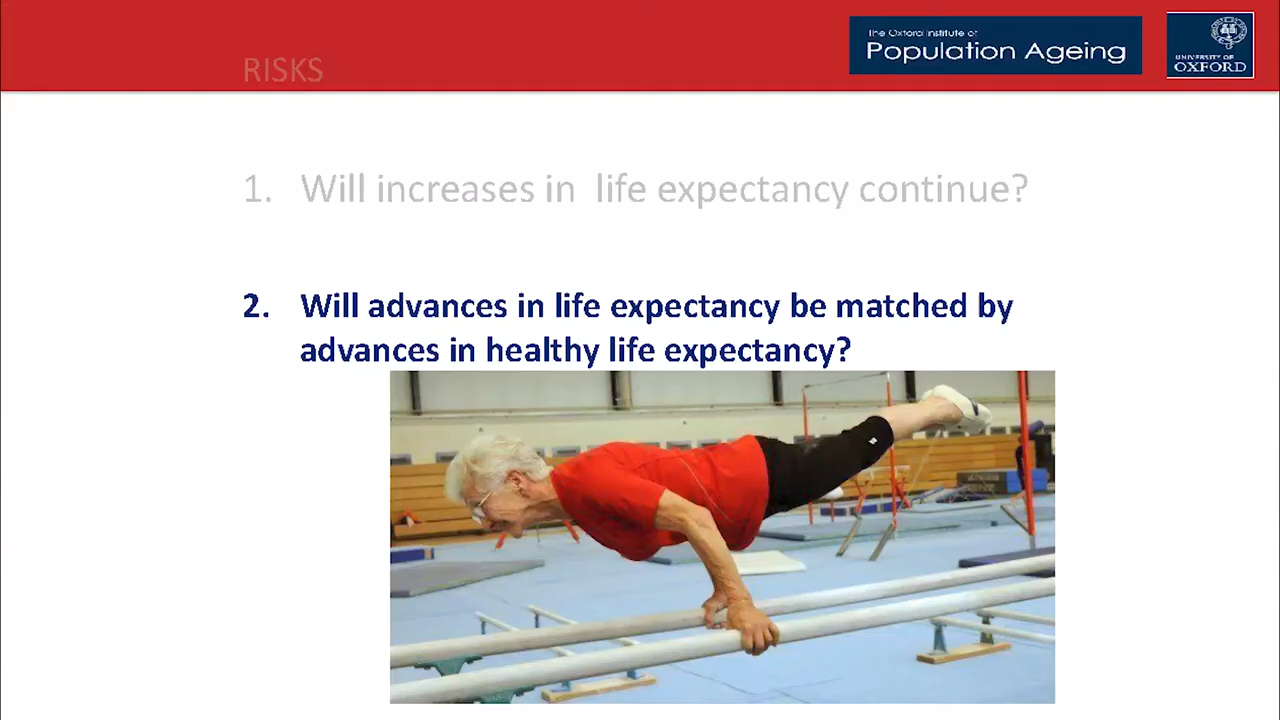 The Oxford Institute of
Population Ageing
UNIVERSITY OF
OXFORD
RISKS
1. Will increases in life expectancy continue?
2. Will advances in life expectancy be matched by
advances in healthy life expectancy?